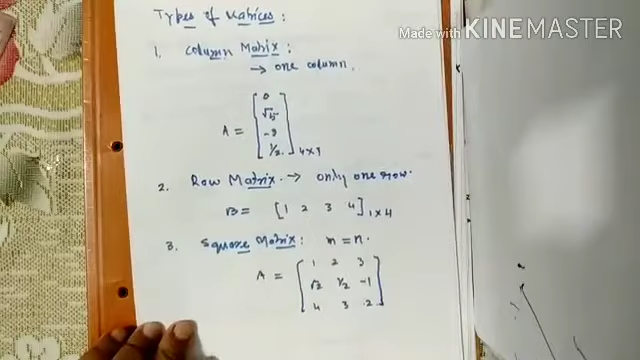 Types of Matrices :
Made with KINEMASTER
1. Column Matrix :
→ one column.
A = [ 0
√5
-8
1/2 ] 4×1
2. Row Matrix. → only one row.
B = [ 1 2 3 4 ] 1×4
3. Square Matrix : m = n.
A = [ 1 2 3
√2 1/2 -1
4 3 2 ]